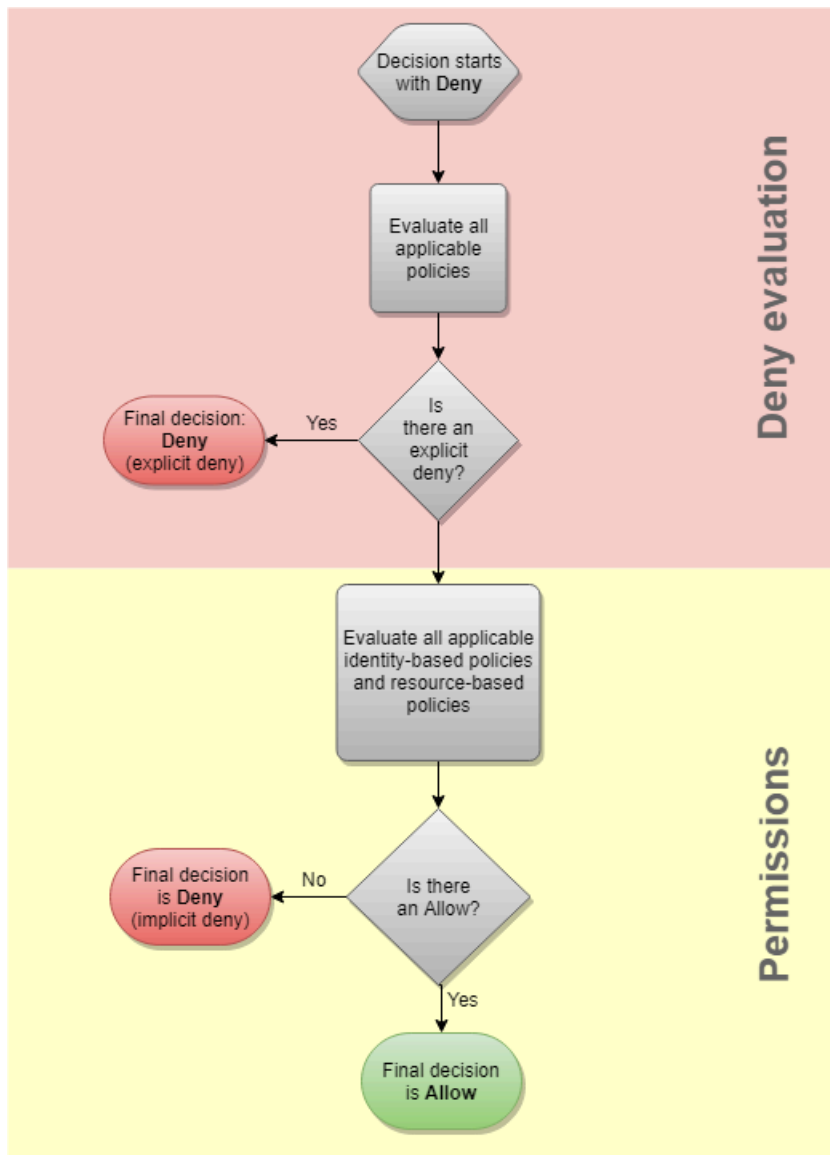 Decision starts
with Deny
Evaluate all
applicable
policies
Deny evaluation
Is
there an
explicit
deny?
Yes
Final decision:
Deny
(explicit deny)
Evaluate all applicable
identity-based policies
and resource-based
policies
Permissions
Is there
an Allow?
No
Final decision
is Deny
(implicit deny)
Yes
Final decision
is Allow